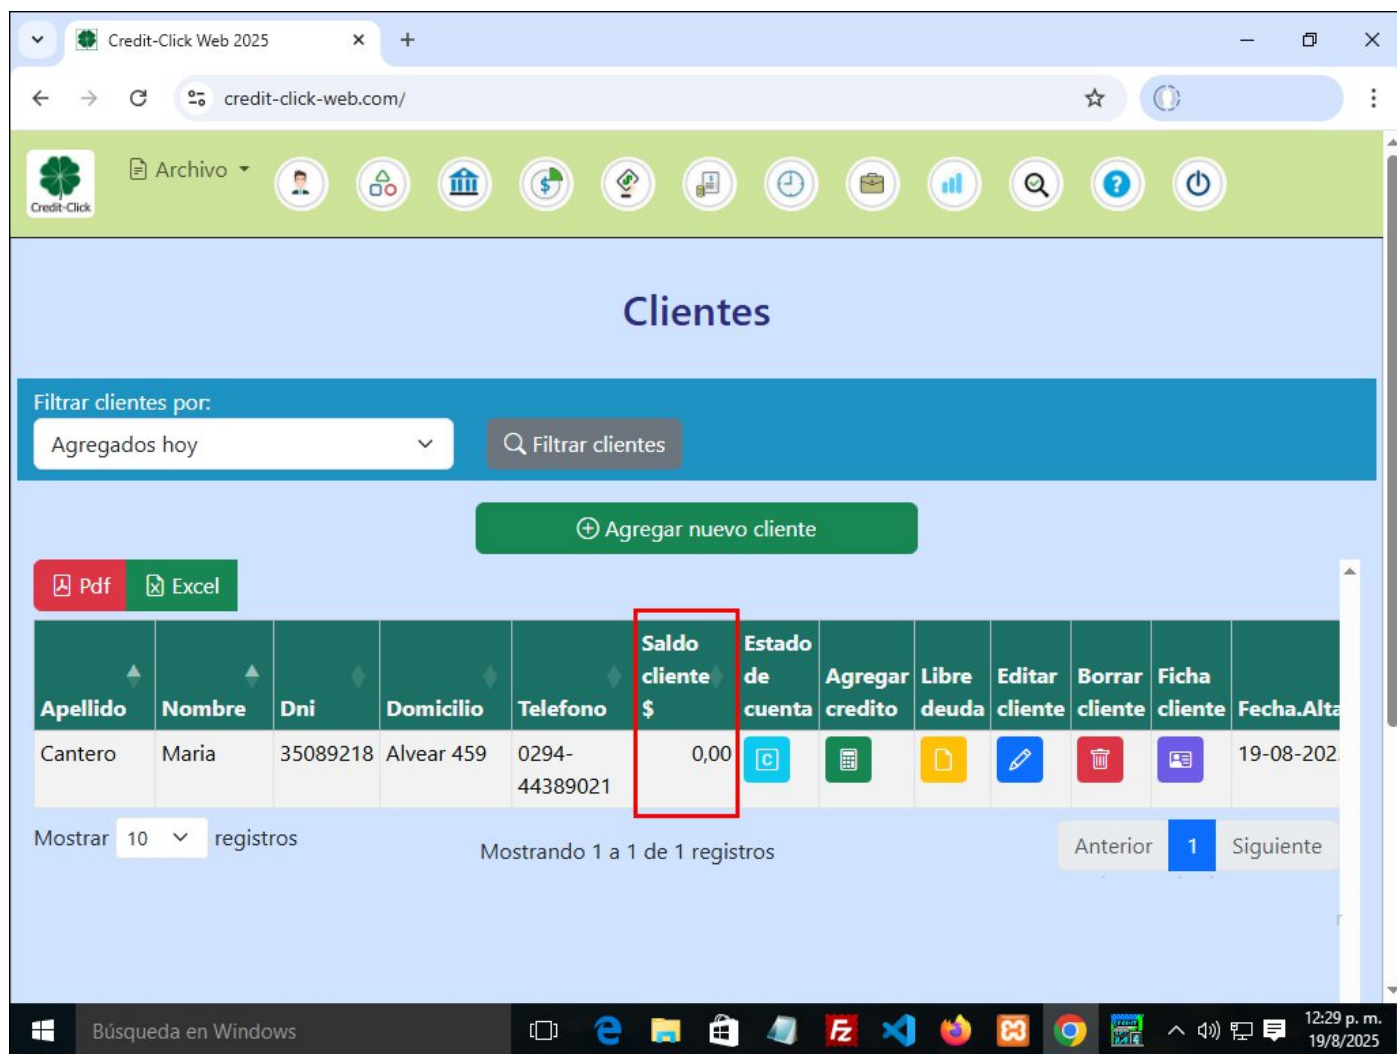 Credit-Click Web 2025
credit-click-web.com/
Credit-Click
Archivo
Clientes
Filtrar clientes por:
Agregados hoy
Filtrar clientes
Agregar nuevo cliente
Pdf Excel
Apellido Nombre Dni Domicilio Telefono Saldo cliente $ Estado de cuenta Agregar credito Libre deuda Editar cliente Borrar cliente Ficha cliente Fecha.Alta
Cantero Maria 35089218 Alvear 459 0294-44389021 0,00 C 19-08-202
Mostrar 10 registros
Mostrando 1 a 1 de 1 registros
Anterior 1 Siguiente
Búsqueda en Windows
12:29 p. m.
19/8/2025